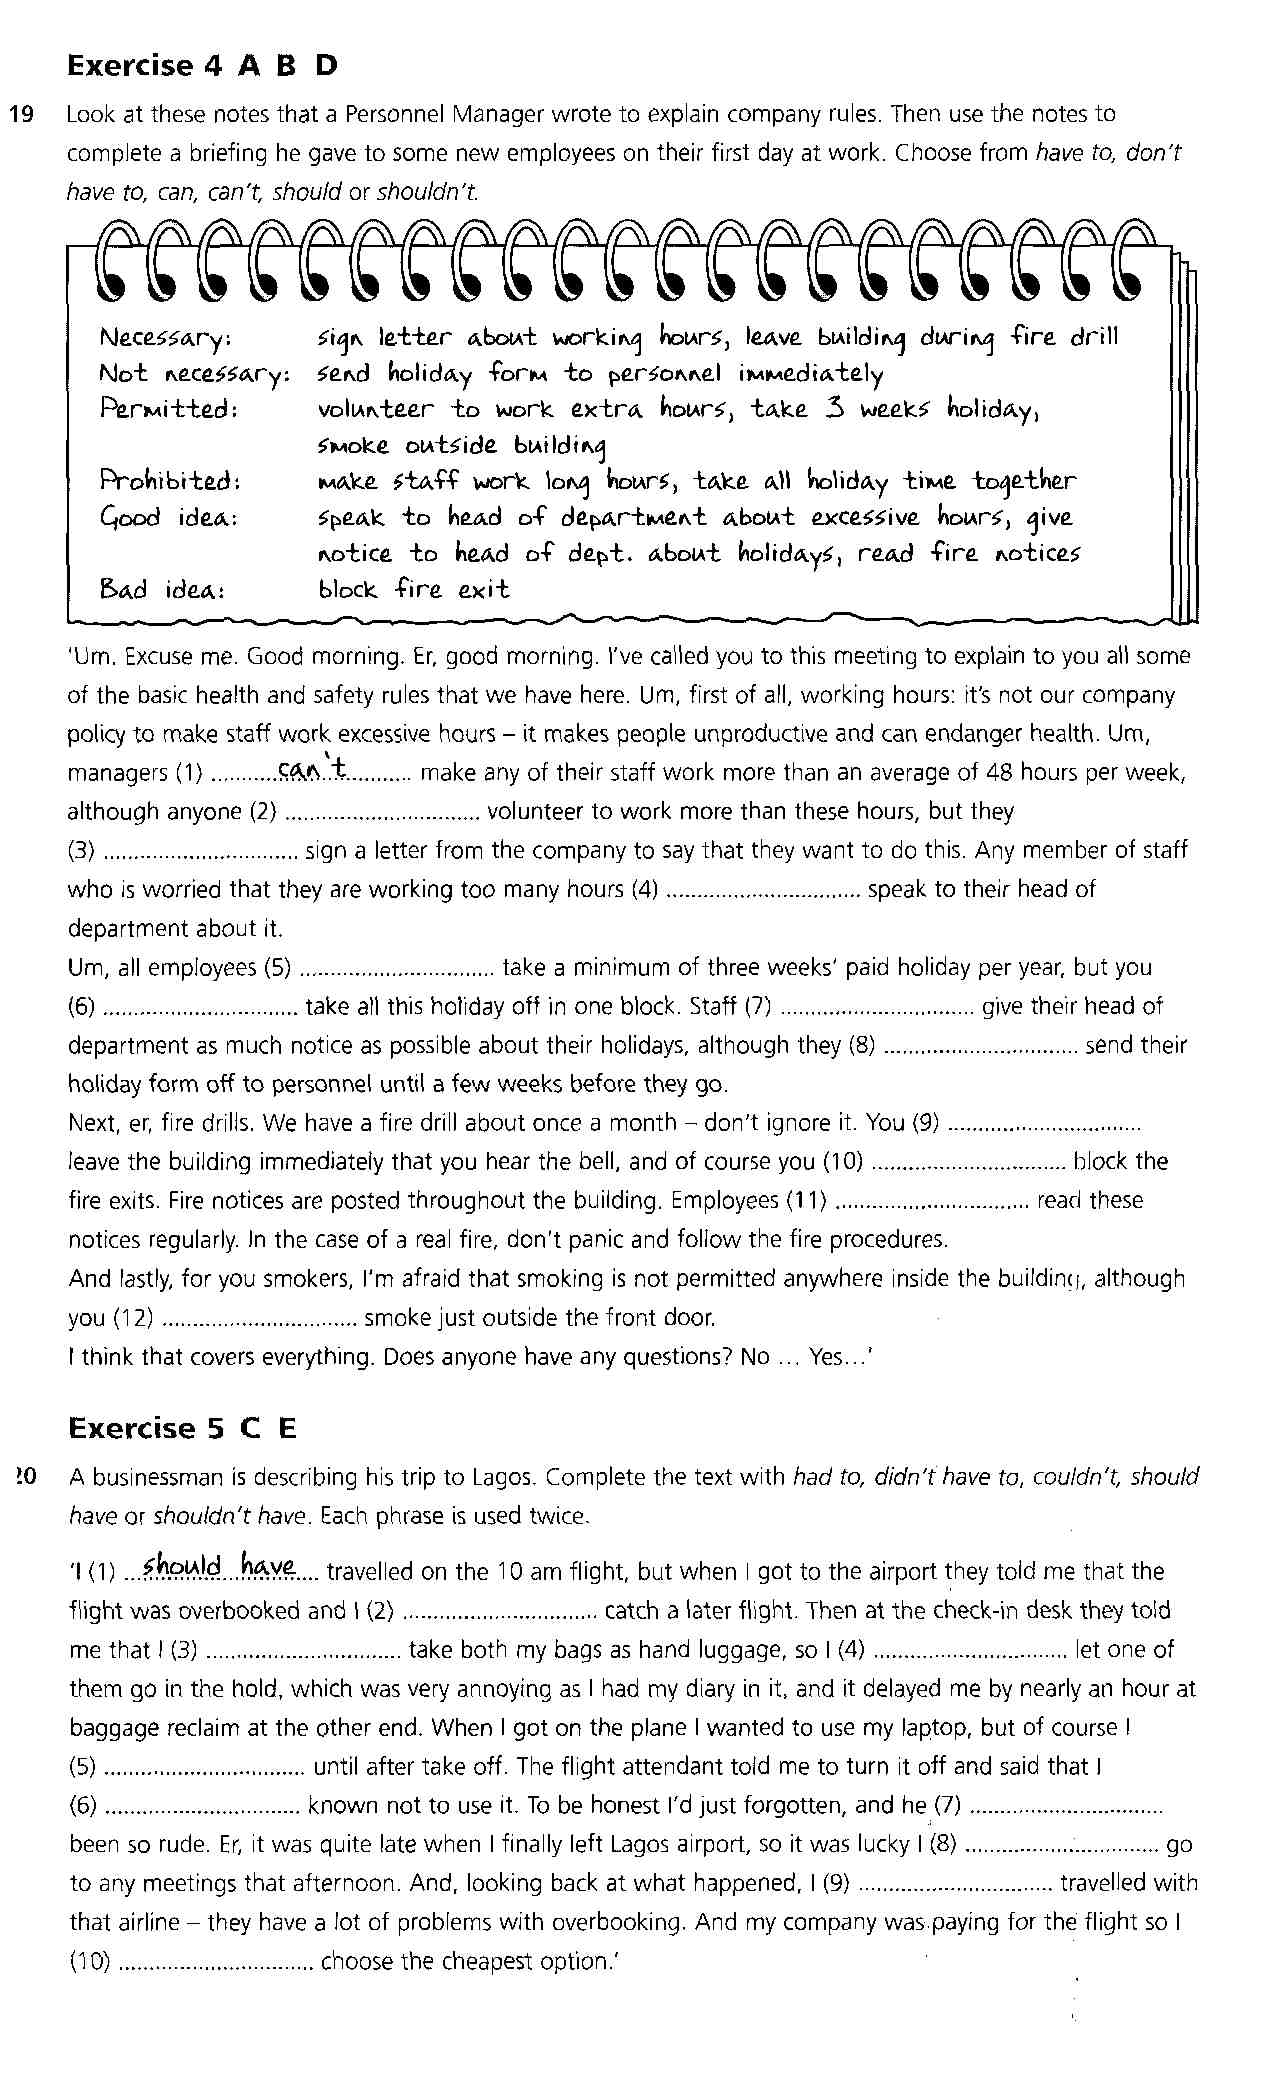 Exercise 4 A B D
19 Look at these notes that a Personnel Manager wrote to explain company rules. Then use the notes to
complete a briefing he gave to some new employees on their first day at work. Choose from have to, don't
have to, can, can't, should or shouldn't.
Necessary: sign letter about working hours, leave building during fire drill
Not necessary: send holiday form to personnel immediately
Permitted: volunteer to work extra hours, take 3 weeks holiday,
smoke outside building
Prohibited: make staff work long hours, take all holiday time together
Good idea: speak to head of department about excessive hours, give
notice to head of dept. about holidays, read fire notices
Bad idea: block fire exit
'Um. Excuse me. Good morning. Er, good morning. I've called you to this meeting to explain to you all some
of the basic health and safety rules that we have here. Um, first of all, working hours: it's not our company
policy to make staff work excessive hours – it makes people unproductive and can endanger health. Um,
managers (1) ...........can't........... make any of their staff work more than an average of 48 hours per week,
although anyone (2) ................................ volunteer to work more than these hours, but they
(3) ................................ sign a letter from the company to say that they want to do this. Any member of staff
who is worried that they are working too many hours (4) ................................ speak to their head of
department about it.
Um, all employees (5) ................................ take a minimum of three weeks' paid holiday per year, but you
(6) ................................ take all this holiday off in one block. Staff (7) ................................ give their head of
department as much notice as possible about their holidays, although they (8) ................................ send their
holiday form off to personnel until a few weeks before they go.
Next, er, fire drills. We have a fire drill about once a month – don't ignore it. You (9) ................................
leave the building immediately that you hear the bell, and of course you (10) ................................ block the
fire exits. Fire notices are posted throughout the building. Employees (11) ................................ read these
notices regularly. In the case of a real fire, don't panic and follow the fire procedures.
And lastly, for you smokers, I'm afraid that smoking is not permitted anywhere inside the building, although
you (12) ................................ smoke just outside the front door.
I think that covers everything. Does anyone have any questions? No ... Yes...'
Exercise 5 C E
20 A businessman is describing his trip to Lagos. Complete the text with had to, didn't have to, couldn't, should
have or shouldn't have. Each phrase is used twice.
'I (1) ...should have.... travelled on the 10 am flight, but when I got to the airport they told me that the
flight was overbooked and I (2) ................................ catch a later flight. Then at the check-in desk they told
me that I (3) ................................ take both my bags as hand luggage, so I (4) ................................ let one of
them go in the hold, which was very annoying as I had my diary in it, and it delayed me by nearly an hour at
baggage reclaim at the other end. When I got on the plane I wanted to use my laptop, but of course I
(5) ................................ until after take off. The flight attendant told me to turn it off and said that I
(6) ................................ known not to use it. To be honest I'd just forgotten, and he (7) ................................
been so rude. Er, it was quite late when I finally left Lagos airport, so it was lucky I (8) ................................ go
to any meetings that afternoon. And, looking back at what happened, I (9) ................................ travelled with
that airline – they have a lot of problems with overbooking. And my company was paying for the flight so I
(10) ................................ choose the cheapest option.'